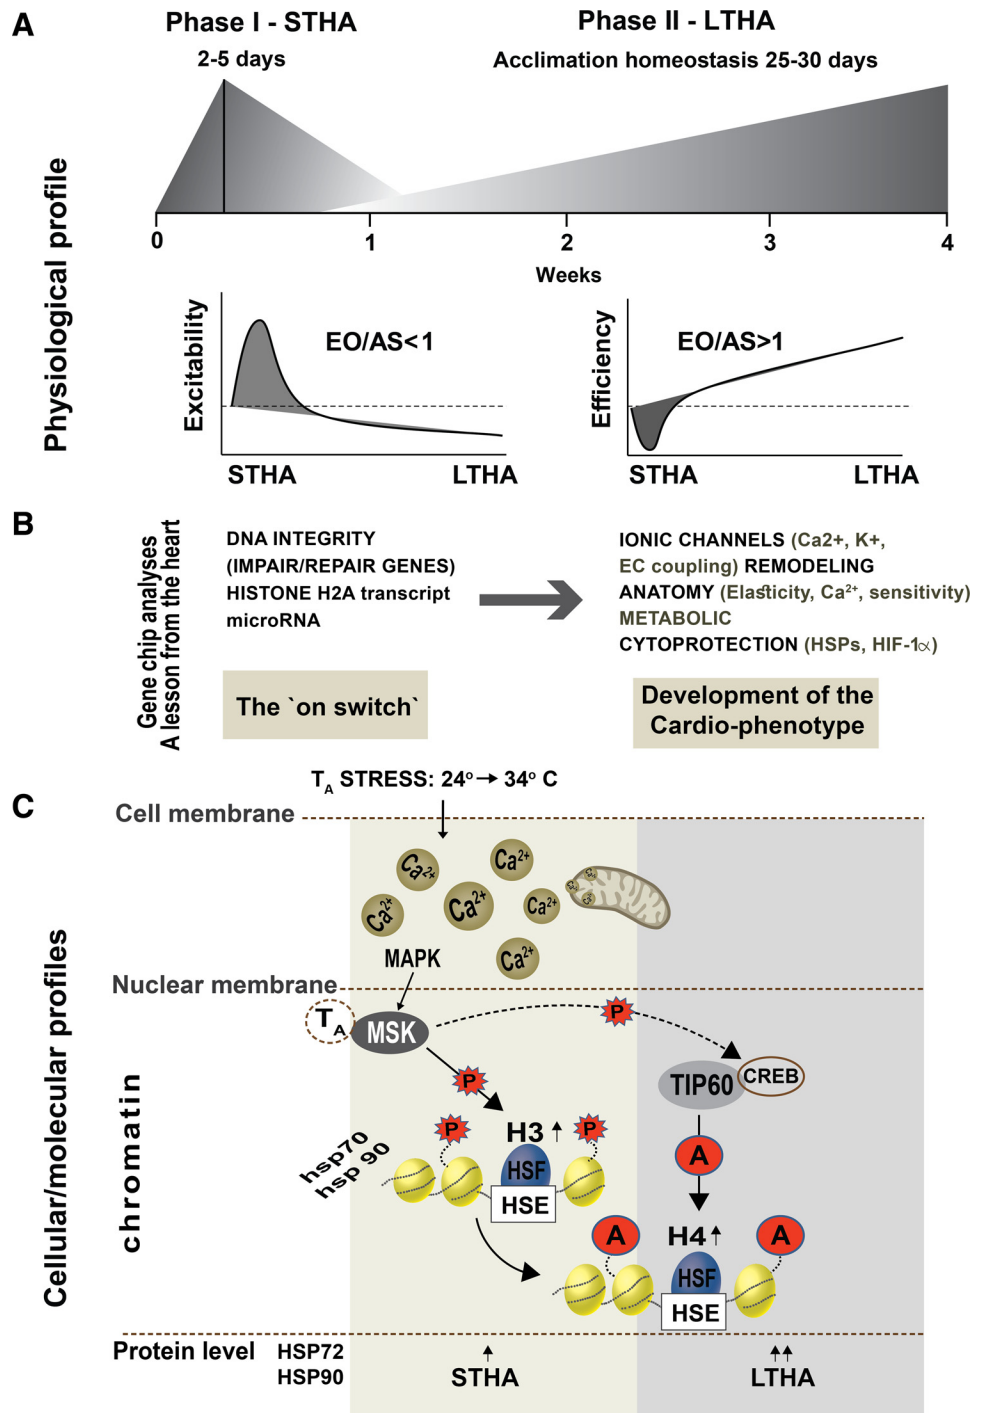 A
Phase I - STHA
Phase II - LTHA
2-5 days
Acclimation homeostasis 25-30 days
Physiological profile
0
1
2
3
4
Weeks
Excitability
EO/AS<1
STHA
LTHA
Efficiency
EO/AS>1
STHA
LTHA
B
Gene chip analyses
A lesson from the heart
DNA INTEGRITY
(IMPAIR/REPAIR GENES)
HISTONE H2A transcript
microRNA
IONIC CHANNELS (Ca2+, K+,
EC coupling) REMODELING
ANATOMY (Elasticity, Ca²⁺, sensitivity)
METABOLIC
CYTOPROTECTION (HSPs, HIF-1α)
The `on switch`
Development of the
Cardio-phenotype
C
TA STRESS: 24º→ 34º C
Cell membrane
Ca²⁺
Ca²⁺
Ca²⁺
Ca²⁺
Ca²⁺
Ca²⁺
MAPK
Nuclear membrane
Cellular/molecular profiles
chromatin
TA
MSK
P
P
TIP60
CREB
P
H3↑
P
hsp70
hsp 90
HSF
HSE
A
A
H4↑
A
HSF
HSE
Protein level
HSP72
HSP90
↑
STHA
↑↑
LTHA